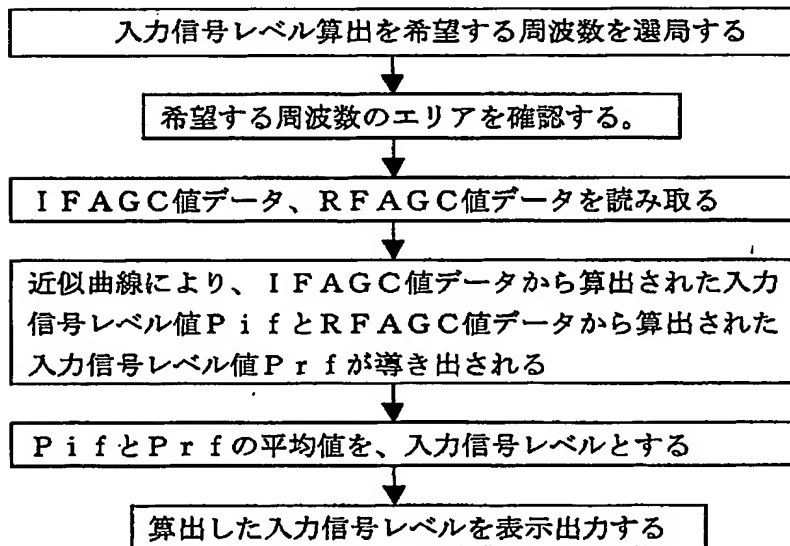 入力信号レベル算出を希望する周波数を選局する
希望する周波数のエリアを確認する。
ＩＦＡＧＣ値データ、ＲＦＡＧＣ値データを読み取る
近似曲線により、ＩＦＡＧＣ値データから算出された入力
信号レベル値ＰｉｆとＲＦＡＧＣ値データから算出された
入力信号レベル値Ｐｒｆが導き出される
ＰｉｆとＰｒｆの平均値を、入力信号レベルとする
算出した入力信号レベルを表示出力する